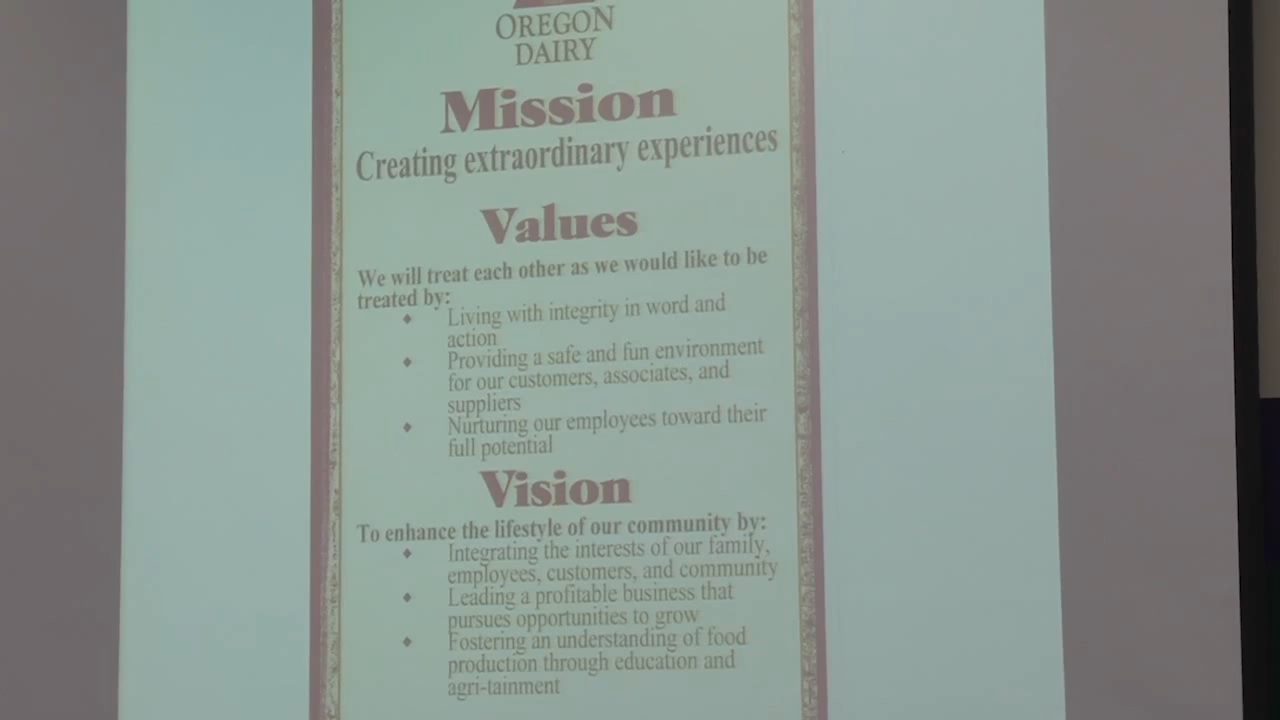 OREGON
DAIRY
Mission
Creating extraordinary experiences
Values
We will treat each other as we would like to be
treated by:
Living with integrity in word and
action
Providing a safe and fun environment
for our customers, associates, and
suppliers
Nurturing our employees toward their
full potential
Vision
To enhance the lifestyle of our community by:
Integrating the interests of our family,
employees, customers, and community
Leading a profitable business that
pursues opportunities to grow
Fostering an understanding of food
production through education and
agri-tainment